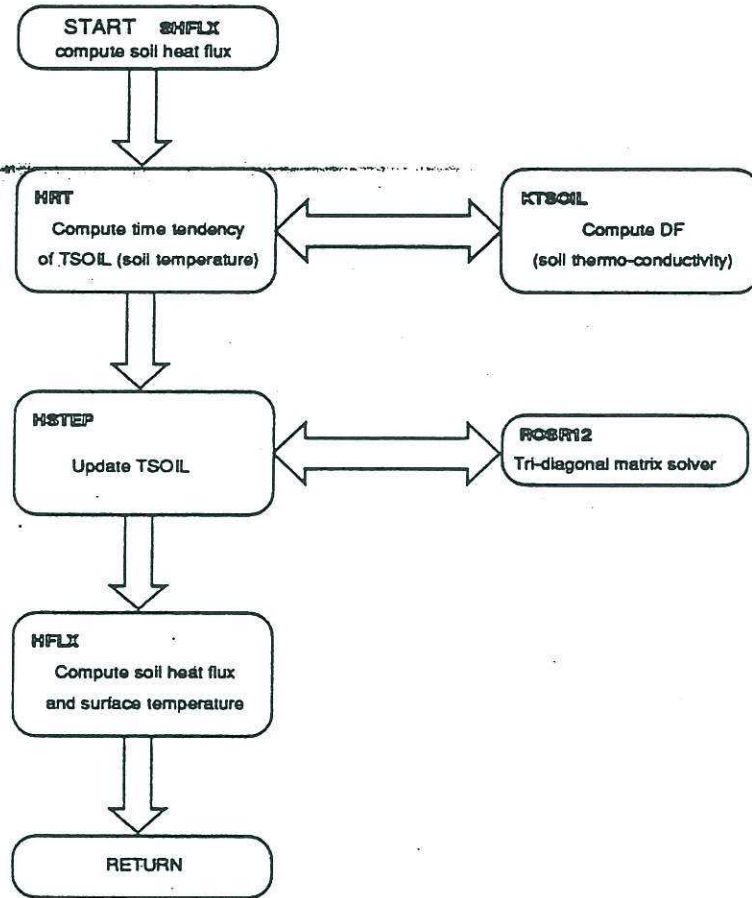 START SHFLX
compute soil heat flux
HRT
Compute time tendency
of TSOIL (soil temperature)
KTSOIL
Compute DF
(soil thermo-conductivity)
HSTEP
Update TSOIL
ROSR12
Tri-diagonal matrix solver
HFLX
Compute soil heat flux
and surface temperature
RETURN